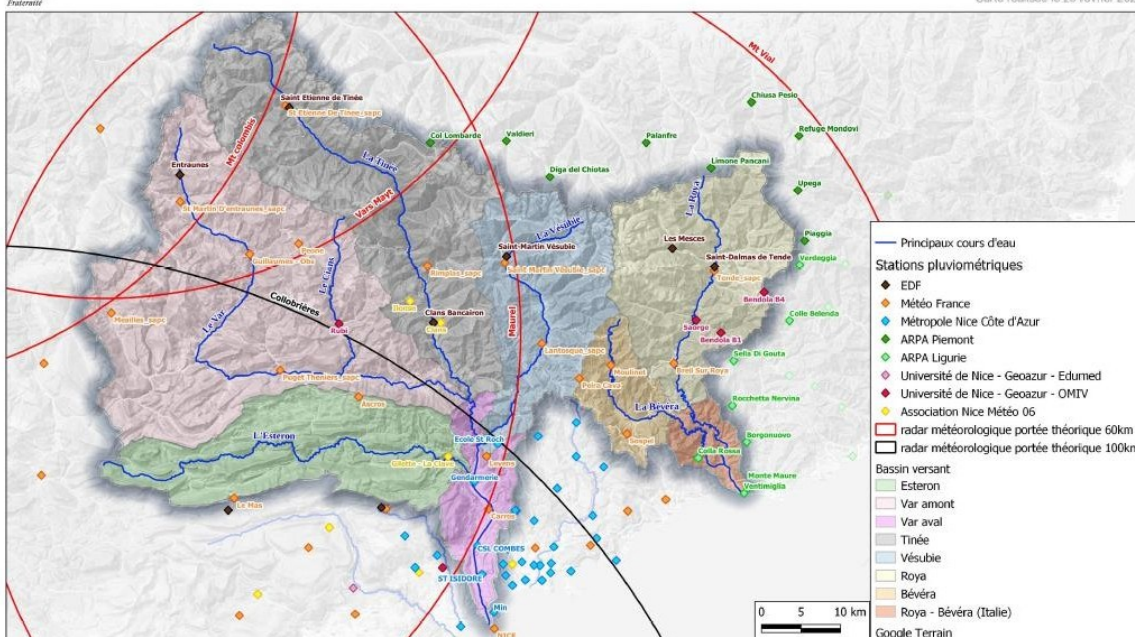 Fraternité
Mt Vial
Chiusa Pesio
Saint Etienne de Tinée
St Etienne De Tinée_sapc
Mt colombis
Col Lombarde
Valdieri
Palanfre
Refuge Mondovi
La Tinée
Entraunes
Diga del Chiotas
Limone Pancani
Upega
Vars Mayt
St Martin D'entraunes_sapc
La Roya
La Vésubie
Péone
Guillaumes - Obs
Saint-Martin Vésubie
Saint Martin Vésubie_sapc
Les Mesces
Piaggia
Saint-Dalmas de Tende
Verdeggia
Rimplas_sapc
Tende_sapc
Le Cians
Collobrières
Bendola B4
Méailles_sapc
Le Var
Rubi
Clans Bancairon
Clans
Maurel
Saorge
Colle Belenda
Bendola B1
Lantosque_sapc
Sella Di Gouta
Puget Théniers_sapc
Moulinet
Breil Sur Roya
Peira Cava
Ascros
La Bévéra
Rocchetta Nervina
L'Estéron
Ecole St Roch
Sospel
Borgonuovo
Gilette - La Clave
Levens
Colla Rossa
Gendarmerie
Monte Maure
Ventimiglia
Le Mas
Carros
CSL COMBES
ST ISIDORE
Min
NICE
Principaux cours d'eau
Stations pluviométriques
EDF
Météo France
Métropole Nice Côte d'Azur
ARPA Piemont
ARPA Ligurie
Université de Nice - Geoazur - Edumed
Université de Nice - Geoazur - OMIV
Association Nice Météo 06
radar météorologique portée théorique 60km
radar météorologique portée théorique 100km
Bassin versant
Esteron
Var amont
Var aval
Tinée
Vésubie
Roya
Bévéra
Roya - Bévéra (Italie)
Google Terrain
0 5 10 km